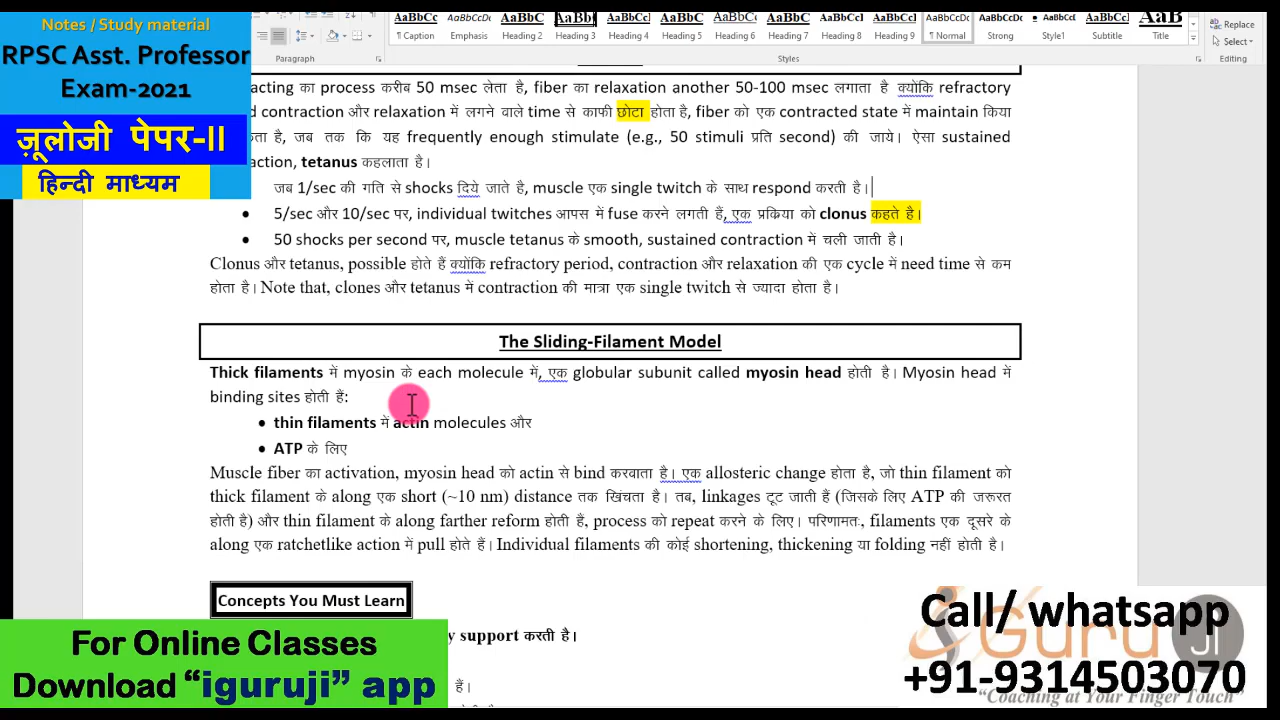 Notes / Study material
RPSC Asst. Professor
Exam-2021
ज़ूलोजी पेपर-II
हिन्दी माध्यम
AaBbCc AaBbCc AaBbC AaBb( AaBbCc AaBbCc AaBbCc AaBbCc AaBbCc AaBbCcDc AaBbCcDc AaBbCcDc AaBbCc AaB
¶ Caption Emphasis Heading 2 Heading 3 Heading 4 Heading 5 Heading 6 Heading 7 Heading 9 ¶ Normal Strong Style1 Subtitle Title
Replace
Select
Paragraph Styles Editing
acting का process करीब 50 msec लेता है, fiber का relaxation another 50-100 msec लगाता है क्योंकि refractory
d contraction और relaxation में लगने वाले time से काफी छोटा होता है, fiber को एक contracted state में maintain किया
ता है, जब तक कि यह frequently enough stimulate (e.g., 50 stimuli प्रति second) की जाये। ऐसा sustained
action, tetanus कहलाता है।
जब 1/sec की गति से shocks दिये जाते है, muscle एक single twitch के साथ respond करती है।
• 5/sec और 10/sec पर, individual twitches आपस में fuse करने लगती हैं, एक प्रक्रिया को clonus कहते है।
• 50 shocks per second पर, muscle tetanus के smooth, sustained contraction में चली जाती है।
Clonus और tetanus, possible होते हैं क्योंकि refractory period, contraction और relaxation की एक cycle में need time से कम
होता है। Note that, clones और tetanus में contraction की मात्रा एक single twitch से ज्यादा होता है।
The Sliding-Filament Model
Thick filaments में myosin के each molecule में, एक globular subunit called myosin head होती है। Myosin head में
binding sites होती हैं:
• thin filaments में actin molecules और
• ATP के लिए
Muscle fiber का activation, myosin head को actin से bind करवाता है। एक allosteric change होता है, जो thin filament को
thick filament के along एक short (~10 nm) distance तक खिंचता है। तब, linkages टूट जाती हैं (जिसके लिए ATP की जरूरत
होती है) और thin filament के along farther reform होती हैं, process को repeat करने के लिए। परिणामतः, filaments एक दूसरे के
along एक ratchetlike action में pull होते हैं। Individual filaments की कोई shortening, thickening या folding नहीं होती है।
Concepts You Must Learn
y support करती है।
हैं।
For Online Classes
Download “iguruji” app
Guru JI
Call/ whatsapp
+91-9314503070
"Coaching at Your Finger Touch"